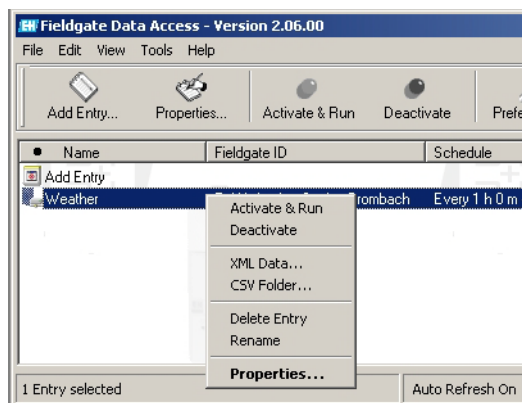 EH Fieldgate Data Access - Version 2.06.00
File Edit View Tools Help
Add Entry... Properties... Activate & Run Deactivate Prefe
Name Fieldgate ID Schedule
Add Entry
Weather rombach Every 1 h 0 m
Activate & Run
Deactivate
XML Data...
CSV Folder...
Delete Entry
Rename
Properties...
1 Entry selected Auto Refresh On